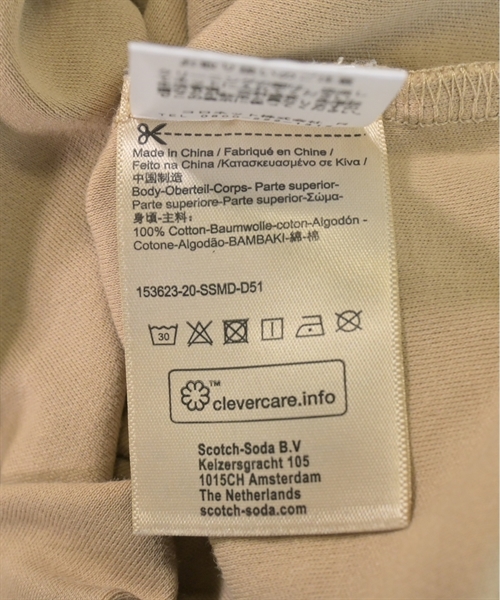 Made in China / Fabriqué en Chine/
Feito na China /Κατασκευασμένο σε Κίνα /
中国制造
Body-Oberteil-Corps- Parte superior-
Parte superiore-Parte superior-Σώμα-
身填-主料:
100% Cotton-Baumwolle-coton-Algodón -
Cotone-Algodão-BAMBAKI-綿-棉
153623-20-SSMD-D51
30
™
clevercare.info
Scotch-Soda B.V
Keizersgracht 105
1015CH Amsterdam
The Netherlands
scotch-soda.com